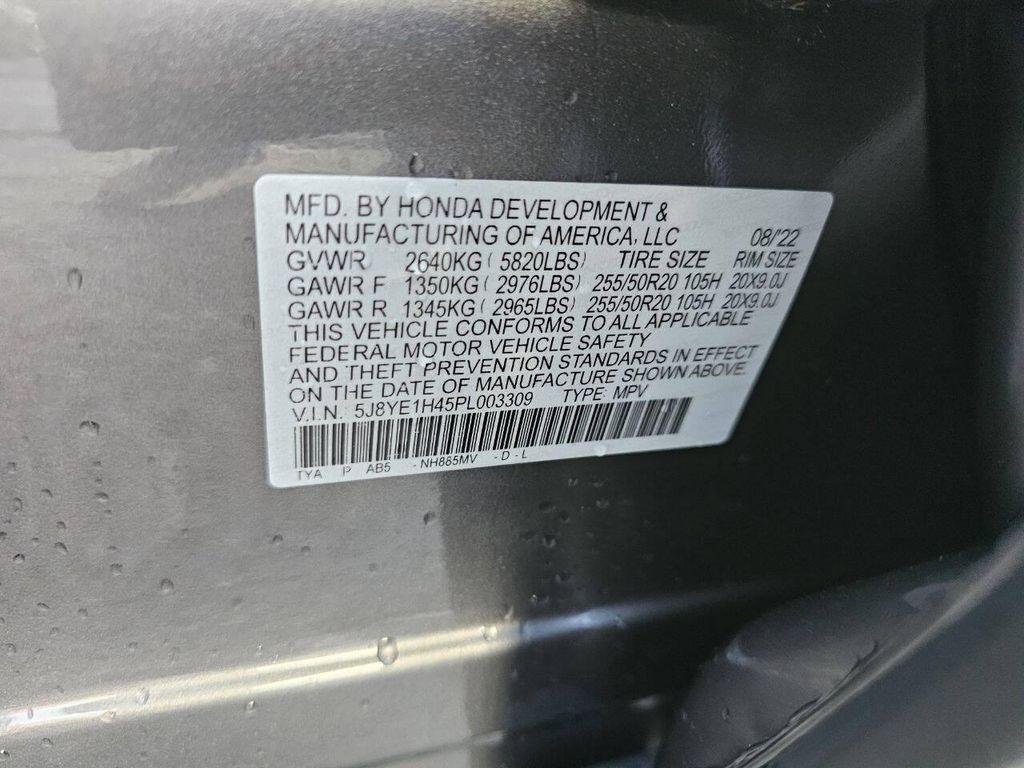 MFD. BY HONDA DEVELOPMENT &
MANUFACTURING OF AMERICA, LLC 08/'22
GVWR 2640KG ( 5820LBS) TIRE SIZE RIM SIZE
GAWR F 1350KG ( 2976LBS) 255/50R20 105H 20X9.0J
GAWR R 1345KG ( 2965LBS) 255/50R20 105H 20X9.0J
THIS VEHICLE CONFORMS TO ALL APPLICABLE
FEDERAL MOTOR VEHICLE SAFETY
AND THEFT PREVENTION STANDARDS IN EFFECT
ON THE DATE OF MANUFACTURE SHOWN ABOVE.
V.I.N. 5J8YE1H45PL003309 TYPE: MPV
TYA P AB5 - NH885MV - D - L